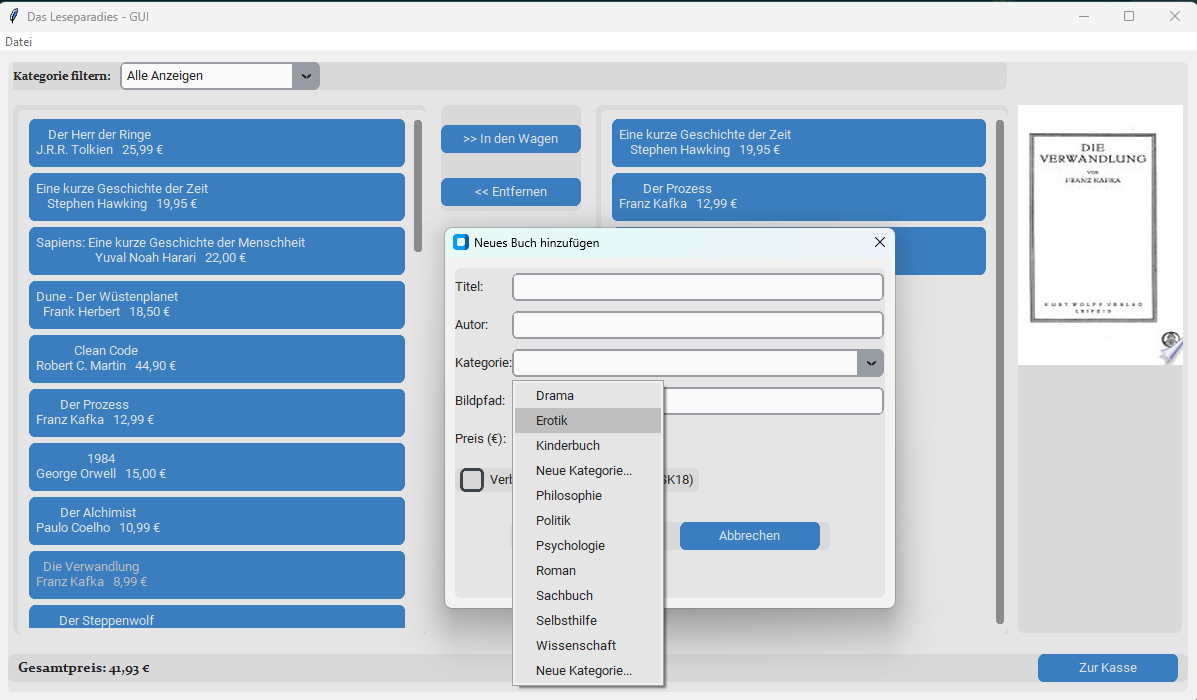 Das Leseparadies - GUI
Datei
Kategorie filtern:
Alle Anzeigen
Der Herr der Ringe
J.R.R. Tolkien 25,99 €
Eine kurze Geschichte der Zeit
Stephen Hawking 19,95 €
Sapiens: Eine kurze Geschichte der Menschheit
Yuval Noah Harari 22,00 €
Dune - Der Wüstenplanet
Frank Herbert 18,50 €
Clean Code
Robert C. Martin 44,90 €
Der Prozess
Franz Kafka 12,99 €
1984
George Orwell 15,00 €
Der Alchimist
Paulo Coelho 10,99 €
Die Verwandlung
Franz Kafka 8,99 €
Der Steppenwolf
>> In den Wagen
<< Entfernen
Eine kurze Geschichte der Zeit
Stephen Hawking 19,95 €
Der Prozess
Franz Kafka 12,99 €
Neues Buch hinzufügen
Titel:
Autor:
Kategorie:
Bildpfad:
Preis (€):
Drama
Erotik
Kinderbuch
Neue Kategorie...
Philosophie
Politik
Psychologie
Roman
Sachbuch
Selbsthilfe
Wissenschaft
Neue Kategorie...
Abbrechen
DIE
VERWANDLUNG
VON
FRANZ KAFKA
KURT WOLFF VERLAG
LEIPZIG
Gesamtpreis: 41,93 €
Zur Kasse